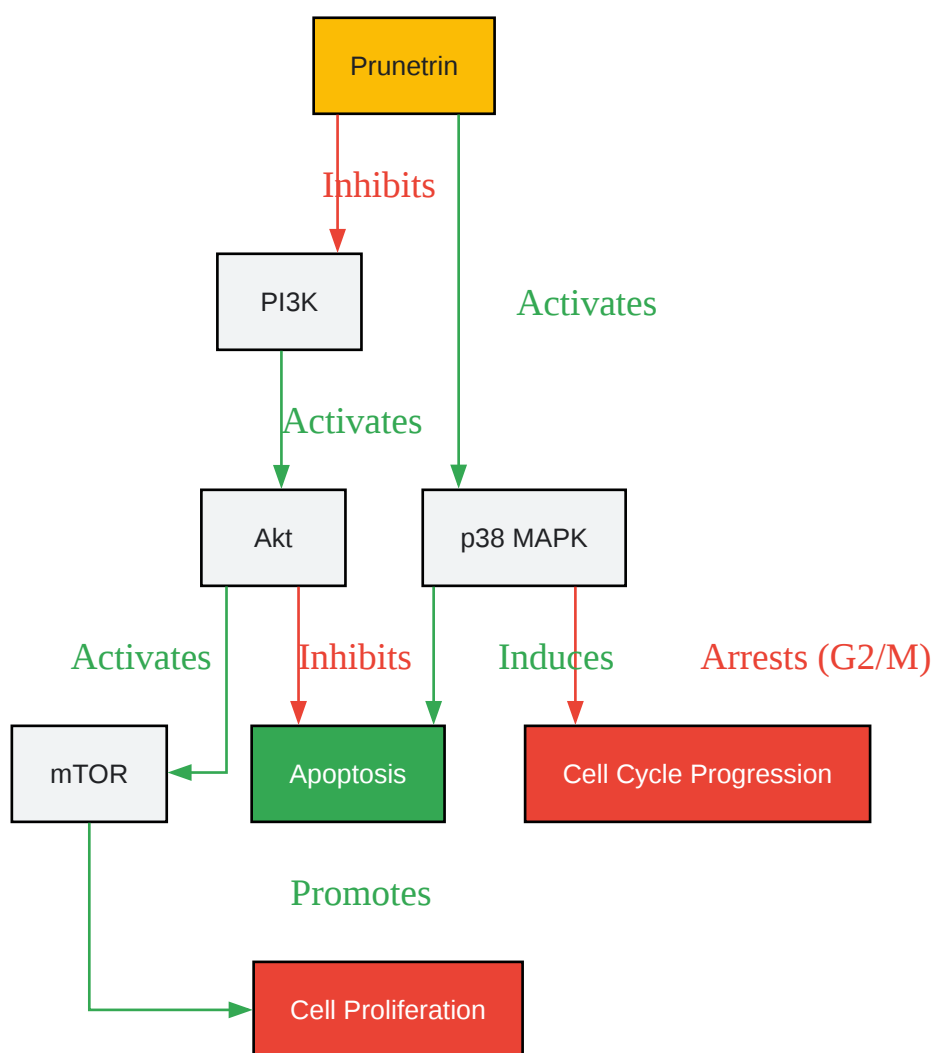 Prunetrin
Inhibits
PI3K
Activates
Activates
Akt
p38 MAPK
Activates
Inhibits
Induces
Arrests (G2/M)
mTOR
Apoptosis
Cell Cycle Progression
Promotes
Cell Proliferation